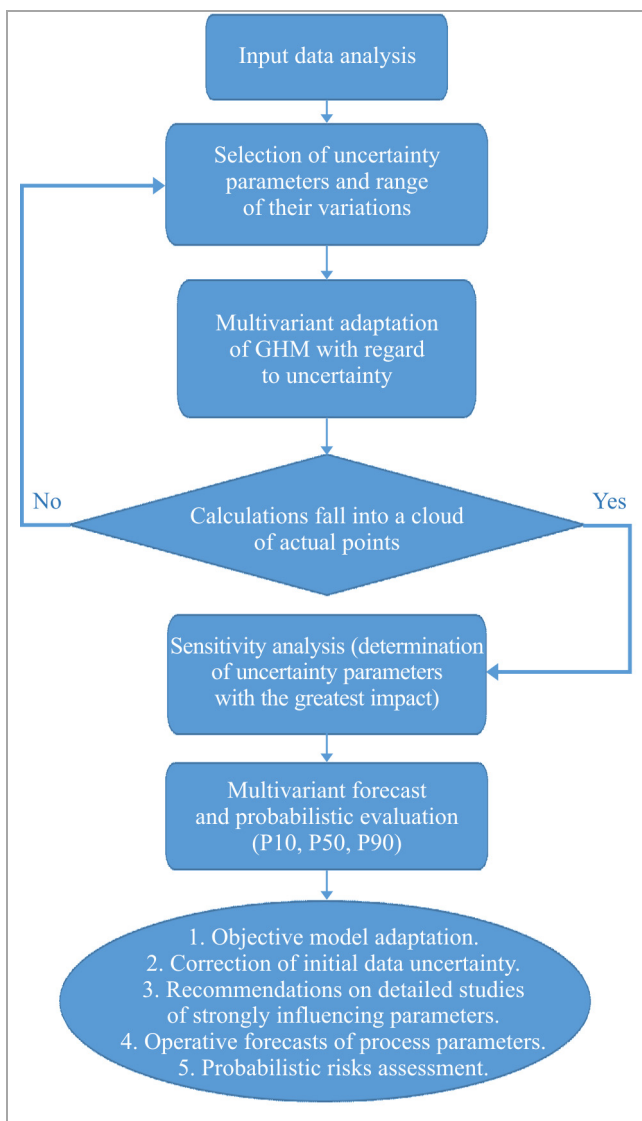 Input data analysis
Selection of uncertainty
parameters and range
of their variations
Multivariant adaptation
of GHM with regard
to uncertainty
No
Yes
Calculations fall into a cloud
of actual points
Sensitivity analysis (determination
of uncertainty parameters
with the greatest impact)
Multivariant forecast
and probabilistic evaluation
(P10, P50, P90)
1. Objective model adaptation.
2. Correction of initial data uncertainty.
3. Recommendations on detailed studies
of strongly influencing parameters.
4. Operative forecasts of process parameters.
5. Probabilistic risks assessment.